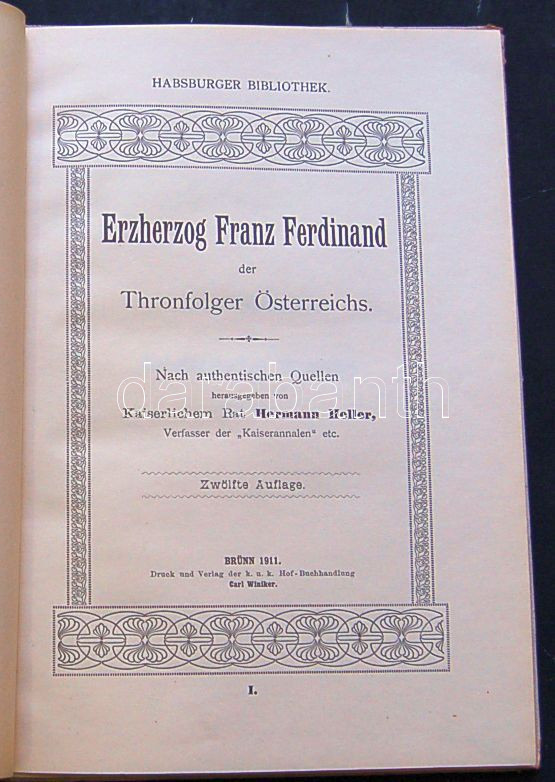 HABSBURGER BIBLIOTHEK.
Erzherzog Franz Ferdinand
der
Thronfolger Österreichs.
Nach authentischen Quellen
herausgegeben von
Kaiserlichem Rat Hermann Heller,
Verfasser der „Kaiserannalen“ etc.
darabanth
Zwölfte Auflage.
BRÜNN 1911.
Druck und Verlag der k. u. k. Hof-Buchhandlung
Carl Winiker.
I.